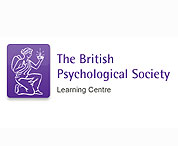 The British
Psychological Society
Learning Centre